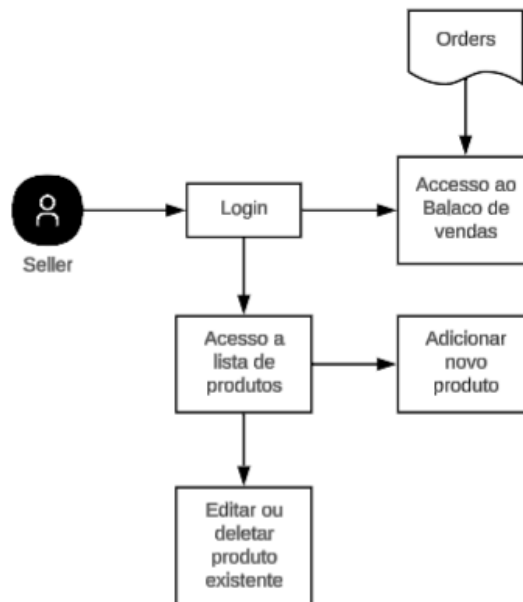 Orders
Accesso ao
Balaco de
vendas
Login
Seller
Acesso a
lista de
produtos
Adicionar
novo
produto
Editar ou
deletar
produto
existente